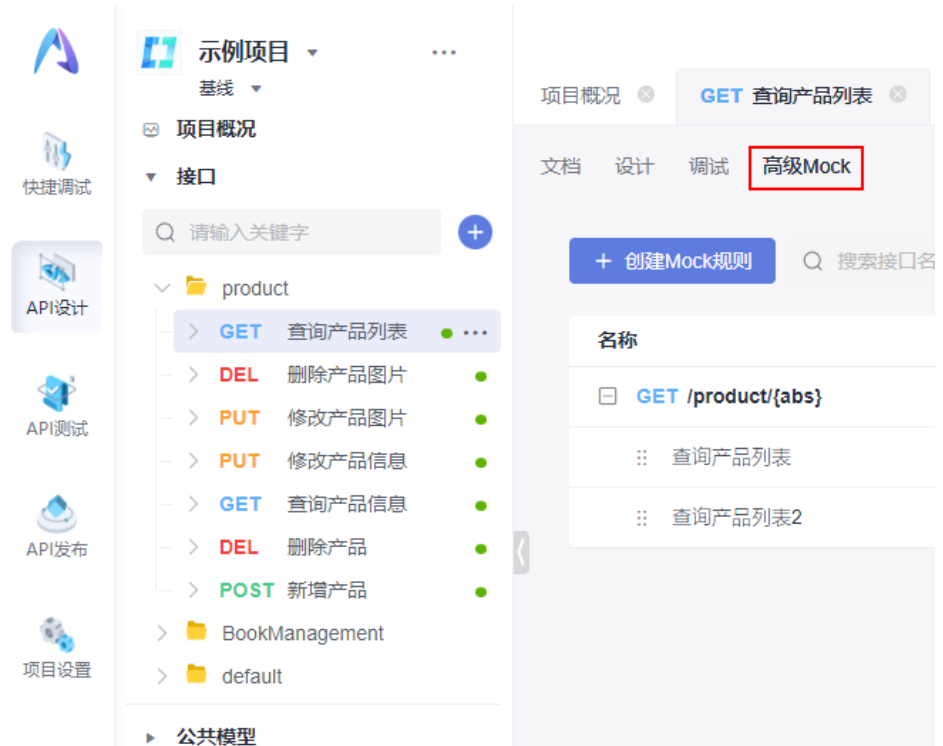 示例项目
基线
项目概况
接口
请输入关键字
product
GET 查询产品列表
DEL 删除产品图片
PUT 修改产品图片
PUT 修改产品信息
GET 查询产品信息
DEL 删除产品
POST 新增产品
BookManagement
default
公共模型
快捷调试
API设计
API测试
API发布
项目设置
项目概况
GET 查询产品列表
文档 设计 调试 高级Mock
+ 创建Mock规则 搜索接口名
名称
GET /product/{abs}
查询产品列表
查询产品列表2